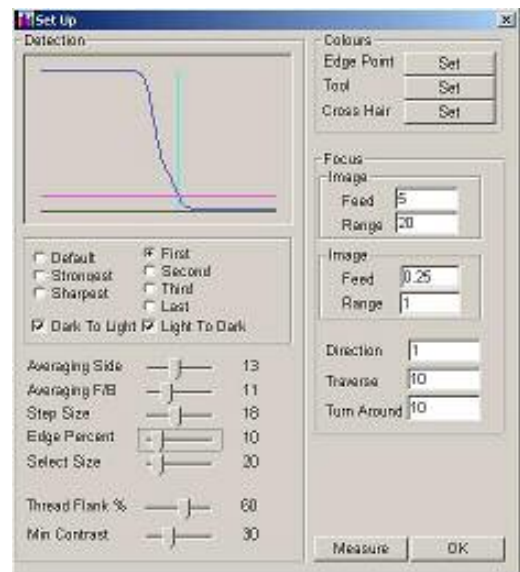 Set Up
Detection
Default
Strongest
Sharpest
First
Second
Third
Last
Dark To Light
Light To Dark
Averaging Side 13
Averaging F/B 11
Step Size 18
Edge Percent 10
Select Size 20
Thread Flank % 60
Min Contrast 30
Colours
Edge Point Set
Tool Set
Cross Hair Set
Focus
Image
Feed 5
Range 20
Image
Feed 0.25
Range 1
Direction 1
Traverse 10
Turn Around 10
Measure OK